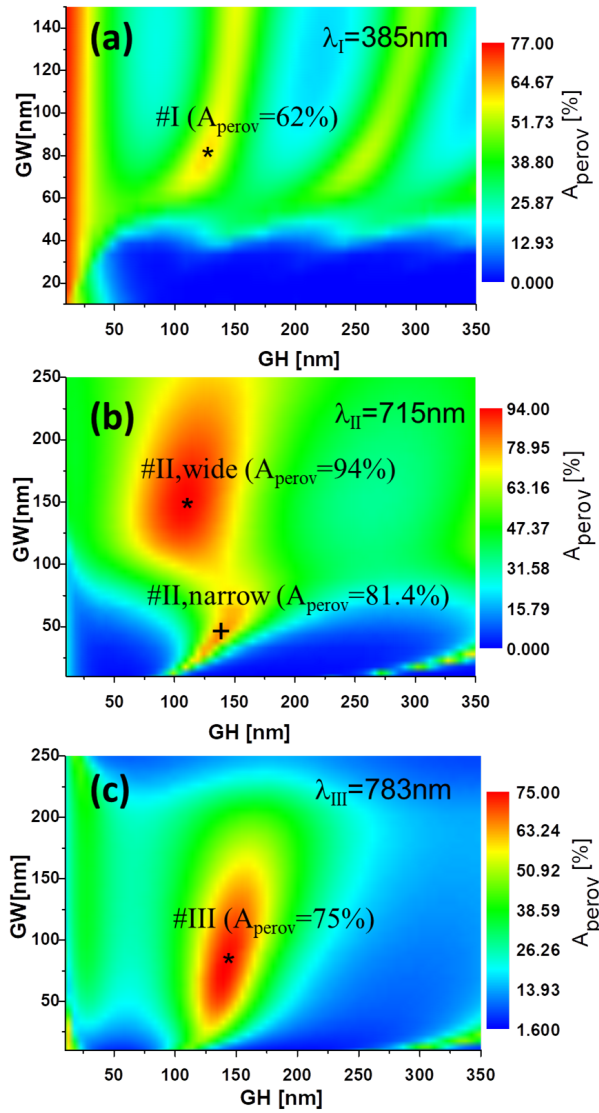 (a)
λI=385nm
#I (Aperov=62%)
*
GW[nm]
140
120
100
80
60
40
20
50 100 150 200 250 300 350
GH [nm]
77.00
64.67
51.73
38.80
25.87
12.93
0.000
Aperov [%]
(b)
λII=715nm
#II,wide (Aperov=94%)
*
#II,narrow (Aperov=81.4%)
+
GW[nm]
250
200
150
100
50
50 100 150 200 250 300 350
GH [nm]
94.00
78.95
63.16
47.37
31.58
15.79
0.000
Aperov [%]
(c)
λIII=783nm
#III (Aperov=75%)
*
GW[nm]
250
200
150
100
50
50 100 150 200 250 300 350
GH [nm]
75.00
63.24
50.92
38.59
26.26
13.93
1.600
Aperov [%]